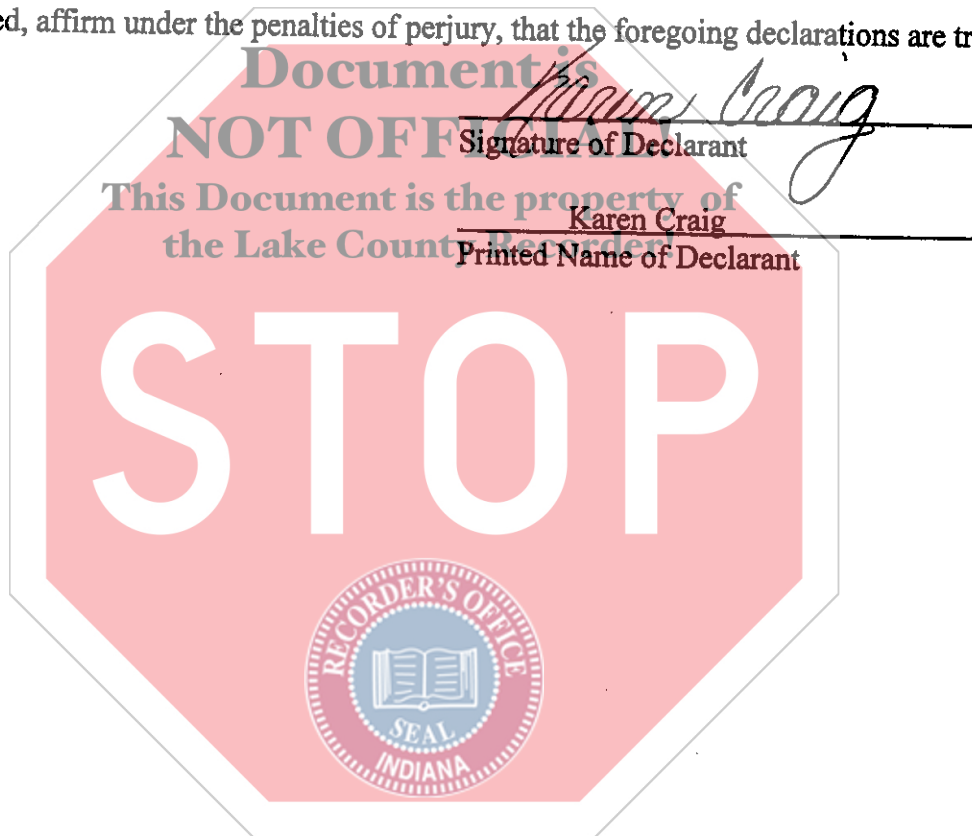 ed, affirm under the penalties of perjury, that the foregoing declarations are tr
Document is
NOT OFFICIAL!
This Document is the property of
the Lake County Recorder!
Karen Craig
Signature of Declarant
Karen Craig
Printed Name of Declarant
STOP
RECORDER'S OFFICE
SEAL
INDIANA